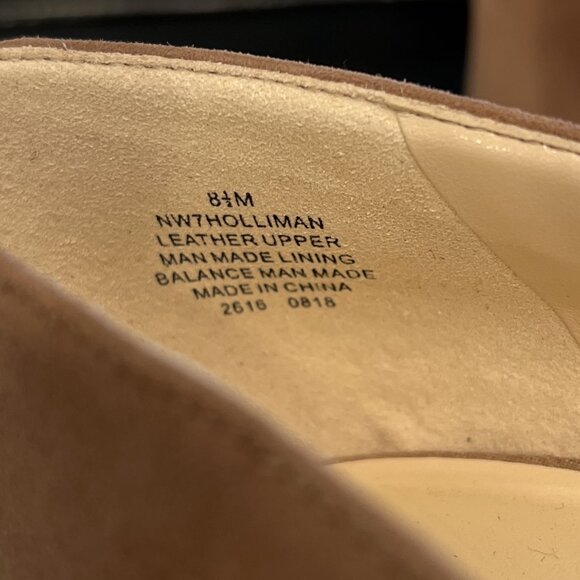 8½M
NW7HOLLIMAN
LEATHER UPPER
MAN MADE LINING
BALANCE MAN MADE
MADE IN CHINA
2616 0818